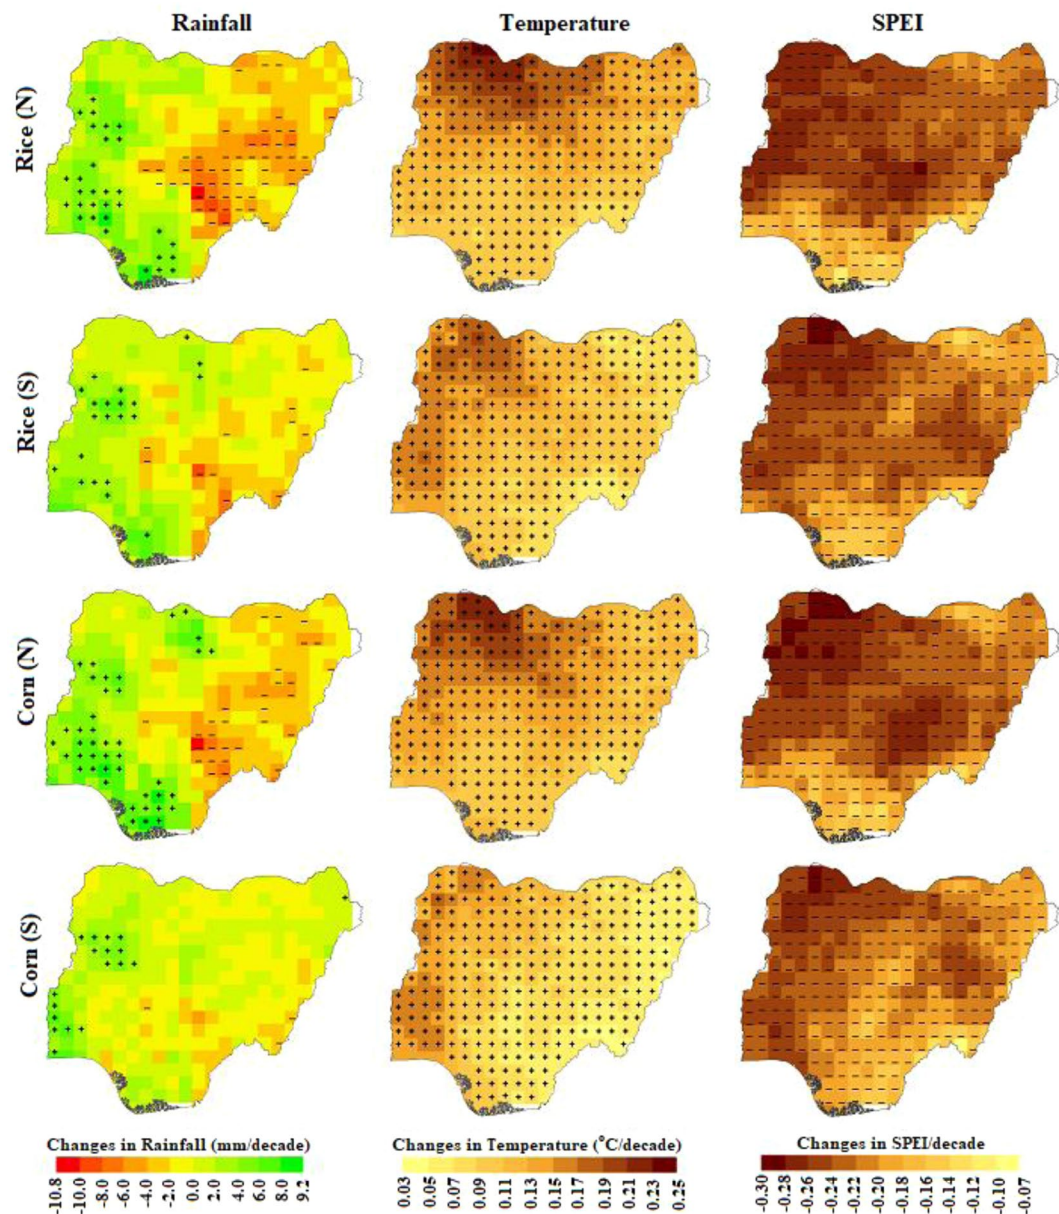 Rainfall
Temperature
SPEI
Rice (N)
Rice (S)
Corn (N)
Corn (S)
Changes in Rainfall (mm/decade)
-10.8 -10.0 -8.0 -6.0 -4.0 -2.0 0.0 2.0 4.0 6.0 8.0 9.2
Changes in Temperature (°C/decade)
0.03 0.05 0.07 0.09 0.11 0.13 0.15 0.17 0.19 0.21 0.23 0.25
Changes in SPEI/decade
-0.30 -0.28 -0.26 -0.24 -0.22 -0.20 -0.18 -0.16 -0.14 -0.12 -0.10 -0.07